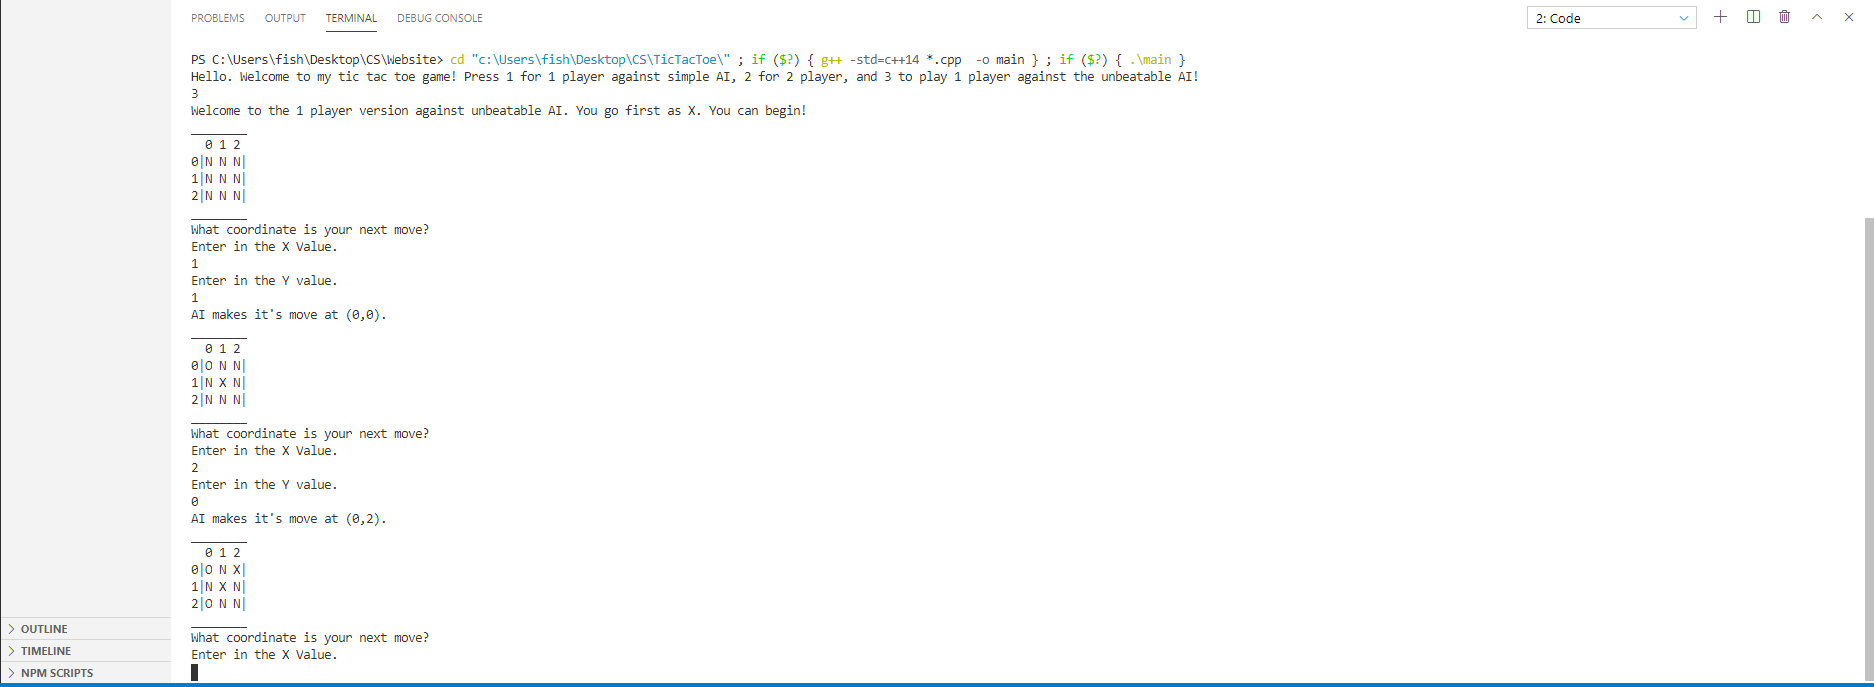 PROBLEMS OUTPUT TERMINAL DEBUG CONSOLE 2: Code
PS C:\Users\fish\Desktop\CS\Website> cd "c:\Users\fish\Desktop\CS\TicTacToe\" ; if ($?) { g++ -std=c++14 *.cpp -o main } ; if ($?) { .\main }
Hello. Welcome to my tic tac toe game! Press 1 for 1 player against simple AI, 2 for 2 player, and 3 to play 1 player against the unbeatable AI!
3
Welcome to the 1 player version against unbeatable AI. You go first as X. You can begin!
________
0 1 2
0|N N N|
1|N N N|
2|N N N|
________
What coordinate is your next move?
Enter in the X Value.
1
Enter in the Y value.
1
AI makes it's move at (0,0).
________
0 1 2
0|O N N|
1|N X N|
2|N N N|
________
What coordinate is your next move?
Enter in the X Value.
2
Enter in the Y value.
0
AI makes it's move at (0,2).
________
0 1 2
0|O N X|
1|N X N|
2|O N N|
________
What coordinate is your next move?
Enter in the X Value.
OUTLINE
TIMELINE
NPM SCRIPTS